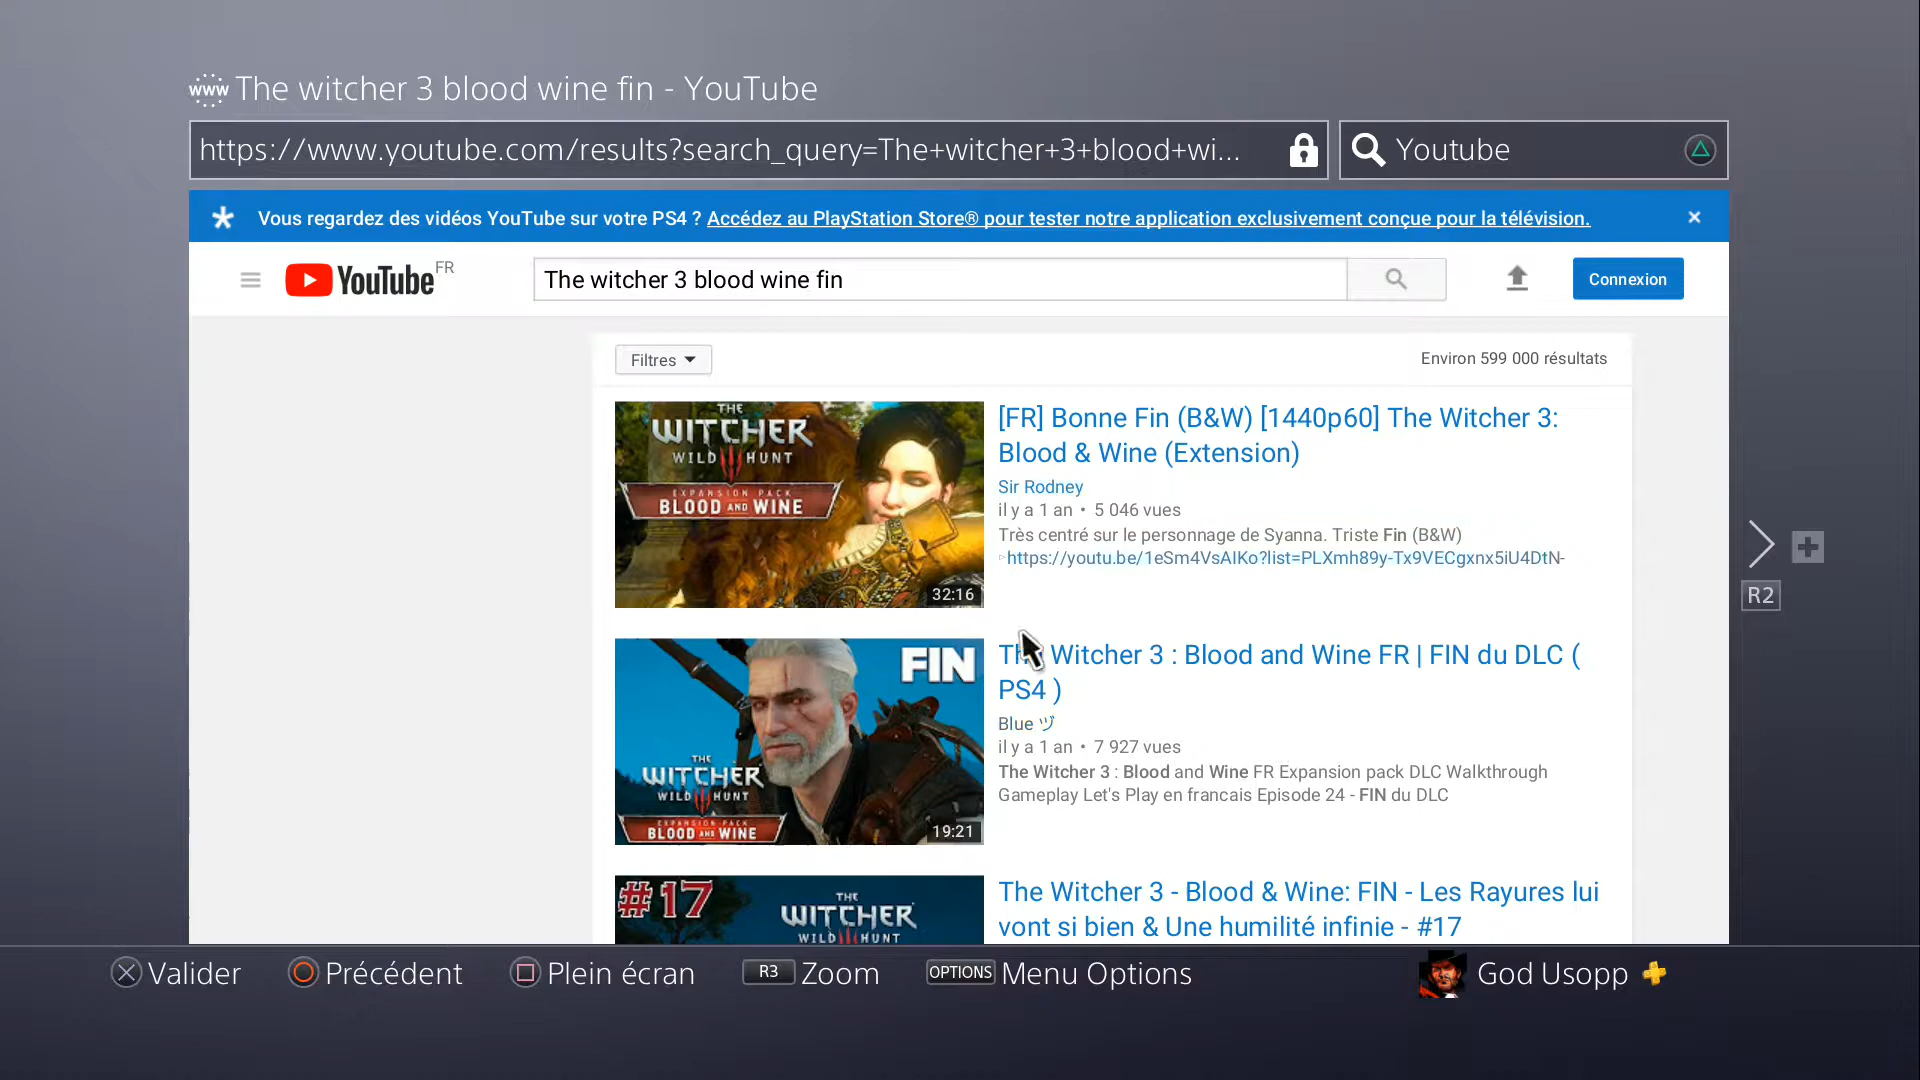 www The witcher 3 blood wine fin - YouTube
https://www.youtube.com/results?search_query=The+witcher+3+blood+wi...
Youtube
Vous regardez des vidéos YouTube sur votre PS4 ? Accédez au PlayStation Store® pour tester notre application exclusivement conçue pour la télévision.
YouTube FR
The witcher 3 blood wine fin
Connexion
Filtres
Environ 599 000 résultats
THE
WITCHER
WILD HUNT
EXPANSION PACK
BLOOD AND WINE
32:16
[FR] Bonne Fin (B&W) [1440p60] The Witcher 3:
Blood & Wine (Extension)
Sir Rodney
il y a 1 an • 5 046 vues
Très centré sur le personnage de Syanna. Triste Fin (B&W)
https://youtu.be/1eSm4VsAIKo?list=PLXmh89y-Tx9VECgxnx5iU4DtN-
R2
FIN
THE
WITCHER
WILD HUNT
EXPANSION PACK
BLOOD AND WINE
19:21
The Witcher 3 : Blood and Wine FR | FIN du DLC (
PS4 )
Blue ヅ
il y a 1 an • 7 927 vues
The Witcher 3 : Blood and Wine FR Expansion pack DLC Walkthrough
Gameplay Let's Play en francais Episode 24 - FIN du DLC
#17
THE
WITCHER
WILD HUNT
The Witcher 3 - Blood & Wine: FIN - Les Rayures lui
vont si bien & Une humilité infinie - #17
Valider
Précédent
Plein écran
R3 Zoom
OPTIONS Menu Options
God Usopp